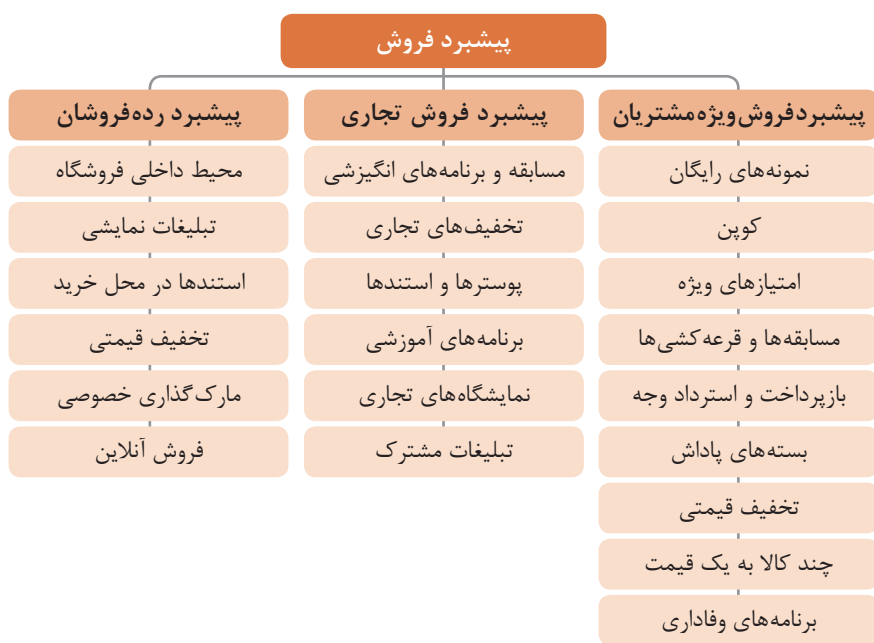 پیشبرد فروش
پیشبردفروش‌ویژه‌مشتریان
نمونه‌های رایگان
کوپن
امتیازهای ویژه
مسابقه‌ها و قرعه‌کشی‌ها
بازپرداخت و استرداد وجه
بسته‌های پاداش
تخفیف قیمتی
چند کالا به یک قیمت
برنامه‌های وفاداری
پیشبرد فروش تجاری
مسابقه و برنامه‌های انگیزشی
تخفیف‌های تجاری
پوسترها و استندها
برنامه‌های آموزشی
نمایشگاه‌های تجاری
تبلیغات مشترک
پیشبرد رده‌فروشان
محیط داخلی فروشگاه
تبلیغات نمایشی
استندها در محل خرید
تخفیف قیمتی
مارک‌گذاری خصوصی
فروش آنلاین